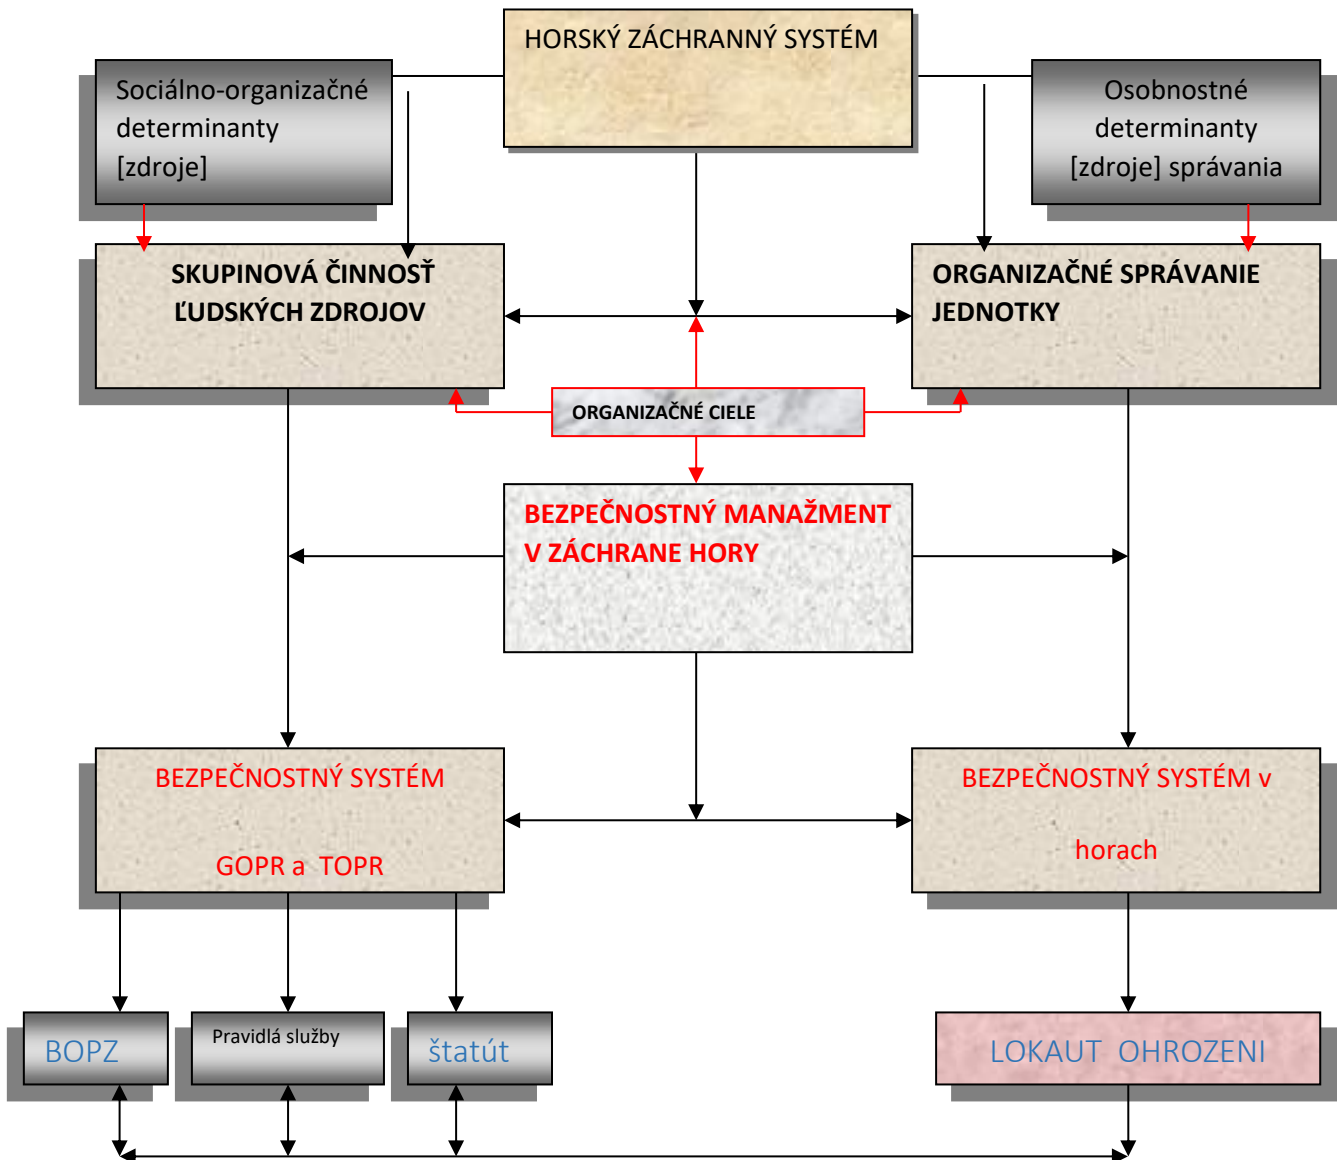 HORSKÝ ZÁCHRANNÝ SYSTÉM
Sociálno-organizačné
determinanty
[zdroje]
Osobnostné
determinanty
[zdroje] správania
SKUPINOVÁ ČINNOSŤ
ĽUDSKÝCH ZDROJOV
ORGANIZAČNÉ SPRÁVANIE
JEDNOTKY
ORGANIZAČNÉ CIELE
BEZPEČNOSTNÝ MANAŽMENT
V ZÁCHRANE HORY
BEZPEČNOSTNÝ SYSTÉM
GOPR a TOPR
BEZPEČNOSTNÝ SYSTÉM v
horach
BOPZ
Pravidlá služby
štatút
LOKAUT OHROZENI